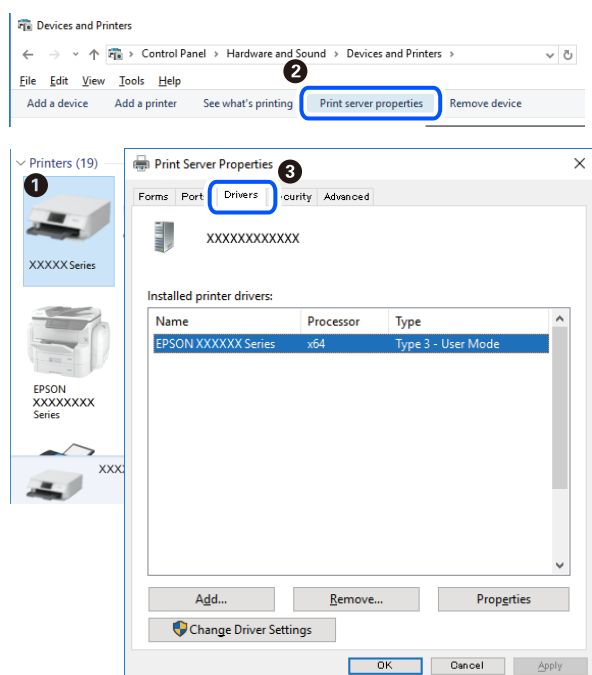 Devices and Printers
Control Panel > Hardware and Sound > Devices and Printers >
2
File Edit View Tools Help
Add a device Add a printer See what's printing Print server properties Remove device
Printers (19)
1
XXXXX Series
EPSON
XXXXXXXX
Series
XXX
Print Server Properties
3
Forms Port Drivers curity Advanced
XXXXXXXXXXXX
Installed printer drivers:
Name Processor Type
EPSON XXXXXX Series x64 Type 3 - User Mode
Add... Remove... Properties
Change Driver Settings
OK Cancel Apply